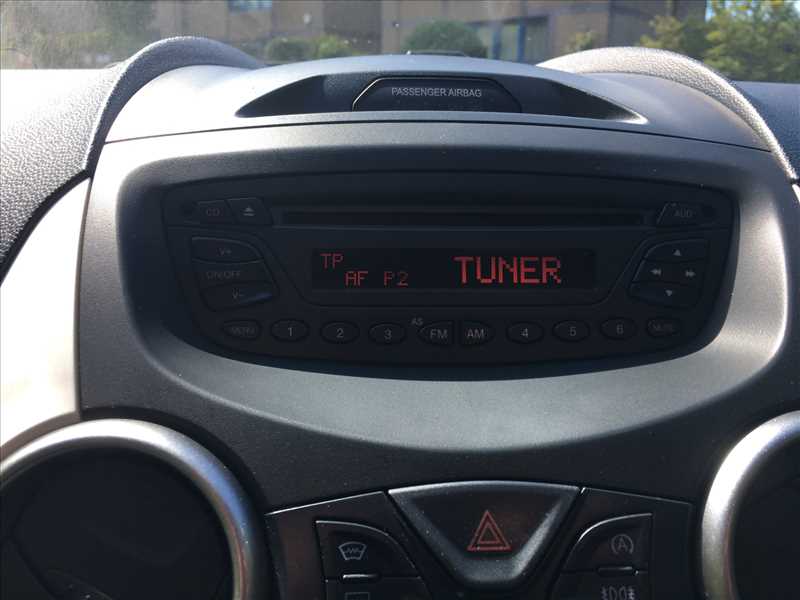 PASSENGER AIRBAG
CD
AUD
V+
TP
TUNER
ON/OFF
AF P2
V-
MENU
1
2
3
AS
FM
AM
4
5
6
MUTE
A